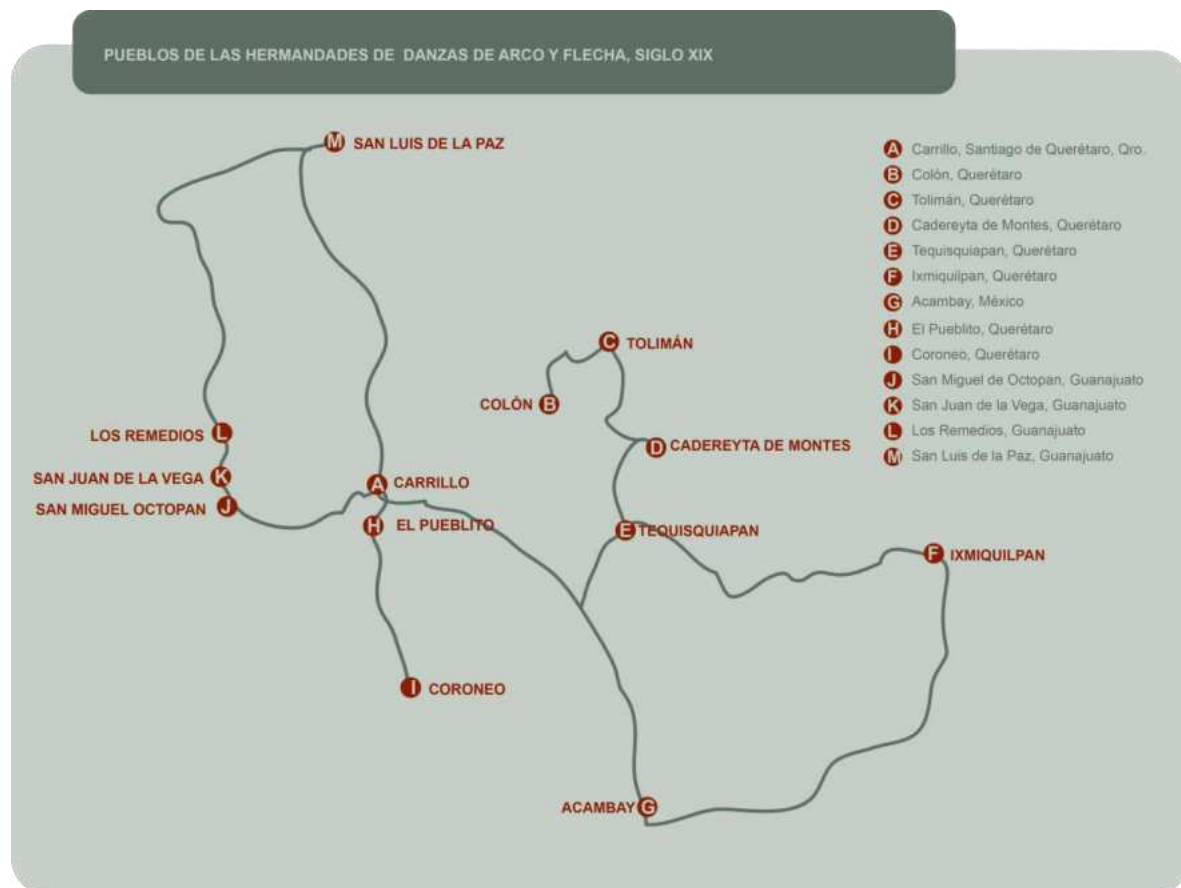 PUEBLOS DE LAS HERMANDADES DE DANZAS DE ARCO Y FLECHA, SIGLO XIX
M SAN LUIS DE LA PAZ
C TOLIMÁN
COLÓN B
LOS REMEDIOS L
D CADEREYTA DE MONTES
SAN JUAN DE LA VEGA K
A CARRILLO
SAN MIGUEL OCTOPAN J
H EL PUEBLITO
E TEQUISQUIAPAN
F IXMIQUILPAN
I CORONEO
ACAMBAY G
A Carrillo, Santiago de Querétaro, Qro.
B Colón, Querétaro
C Tolimán, Querétaro
D Cadereyta de Montes, Querétaro
E Tequisquiapan, Querétaro
F Ixmiquilpan, Querétaro
G Acambay, México
H El Pueblito, Querétaro
I Coroneo, Querétaro
J San Miguel de Octopan, Guanajuato
K San Juan de la Vega, Guanajuato
L Los Remedios, Guanajuato
M San Luis de la Paz, Guanajuato